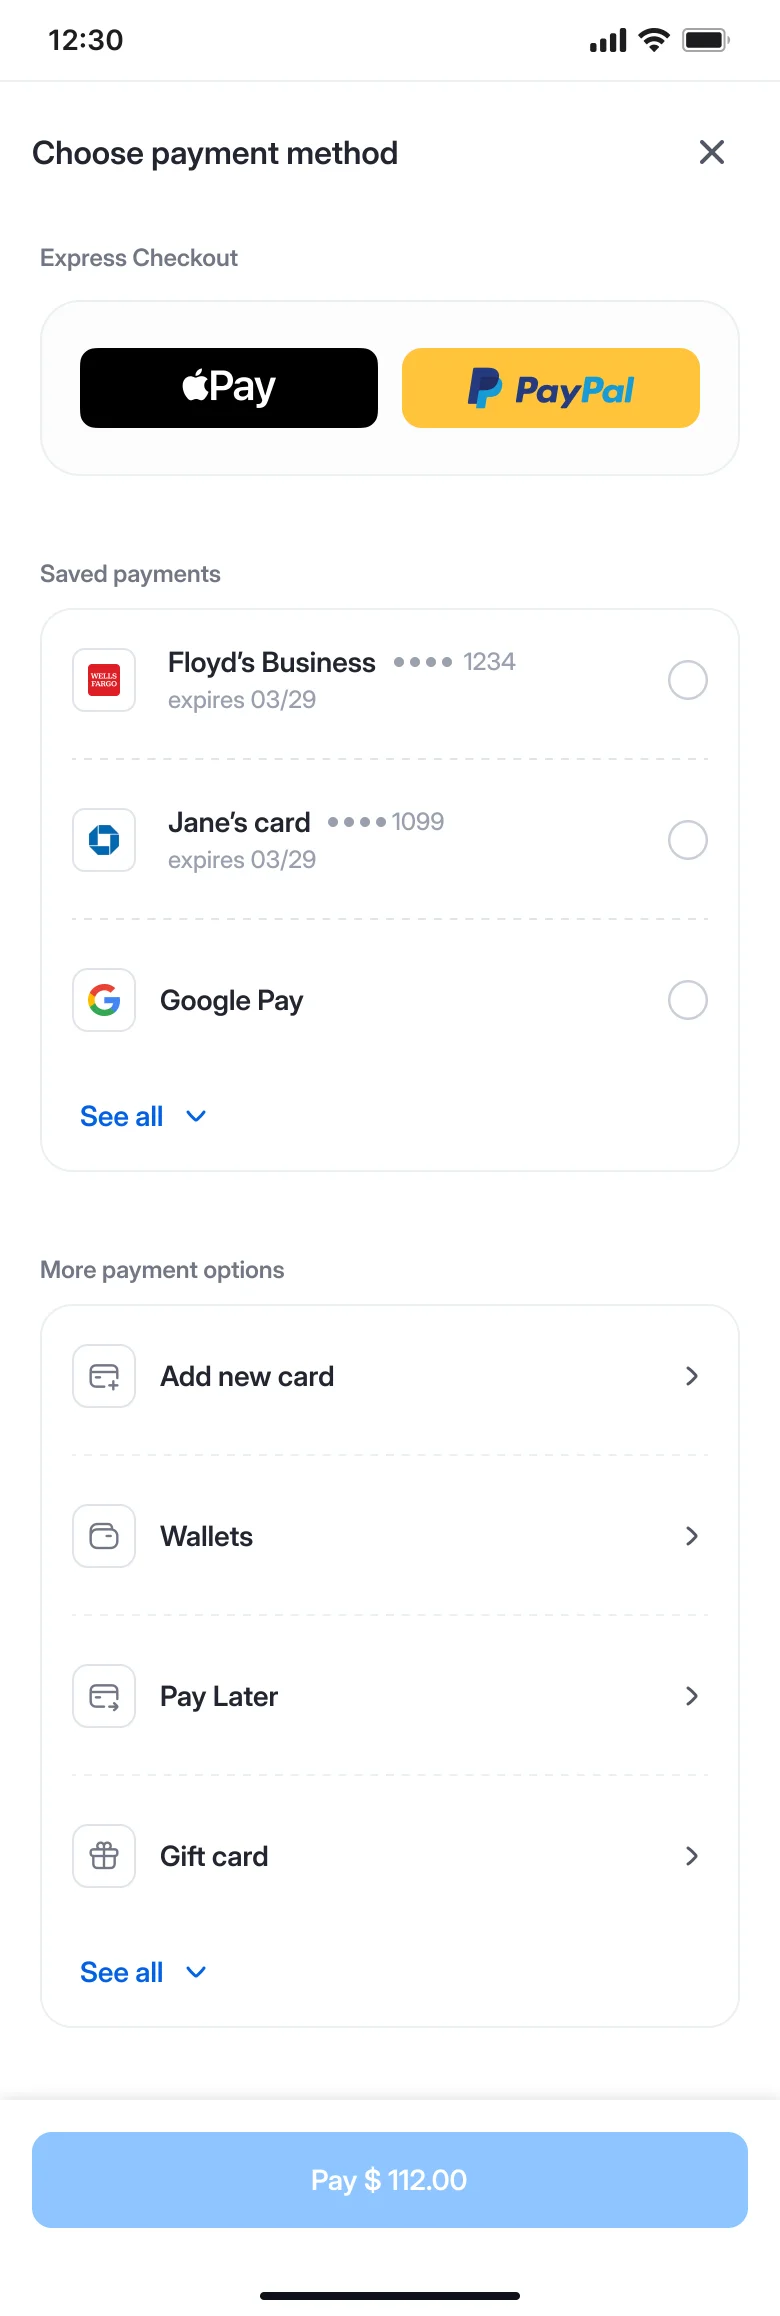 12:30
Choose payment method
Express Checkout
Pay
PayPal
Saved payments
WELLS
FARGO
Floyd’s Business •••• 1234
expires 03/29
Jane’s card ••••1099
expires 03/29
Google Pay
See all
More payment options
Add new card
Wallets
Pay Later
Gift card
See all
Pay $ 112.00